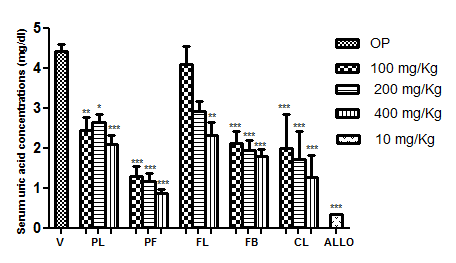 Serum uric acid concentrations (mg/dl)
5
4
3
2
1
0
** * ***
*** *** ***
**
*** *** ***
*** *** ***
***
V PL PF FL FB CL ALLO
OP
100 mg/Kg
200 mg/Kg
400 mg/Kg
10 mg/Kg